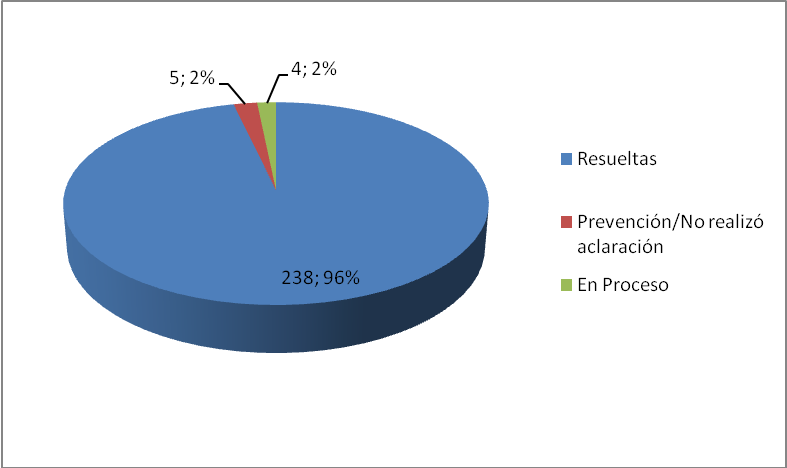 5; 2%
4; 2%
238; 96%
Resueltas
Prevención/No realizó
aclaración
En Proceso